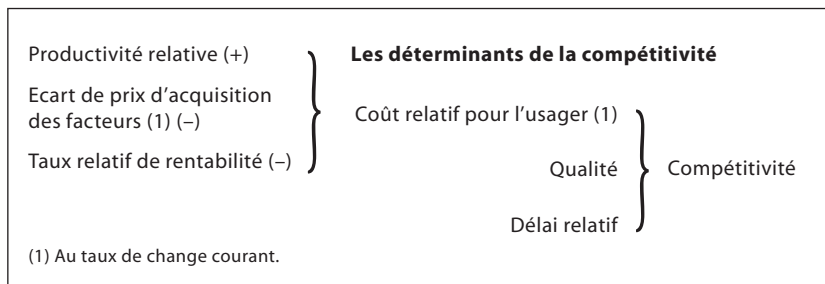 Les déterminants de la compétitivité
Productivité relative (+)
Ecart de prix d’acquisition
des facteurs (1) (–)
Taux relatif de rentabilité (–)
Coût relatif pour l’usager (1)
Qualité
Délai relatif
Compétitivité
(1) Au taux de change courant.